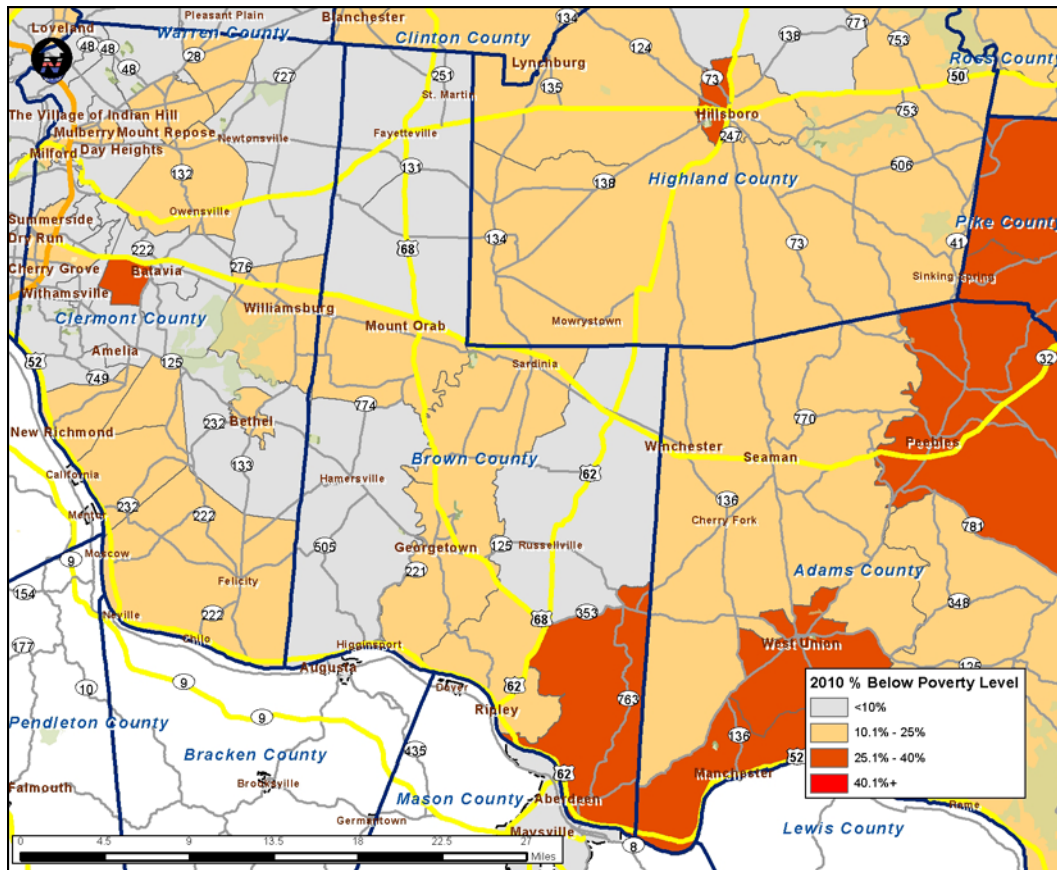 Pleasant Plain
Blanchester
134
771
Loveland
Warren County
Clinton County
138
753
48
48
28
124
Ross County
48
727
251
Lynchburg
73
50
St. Martin
135
The Village of Indian Hill
Hillsboro
753
Mulberry
Mount Repose
Newtonsville
Fayetteville
247
Milford
Day Heights
131
506
132
138
Highland County
Owensville
Summerside
Pike County
Dry Run
222
68
134
73
41
Cherry Grove
Batavia
276
Sinking Spring
Withamsville
Williamsburg
Clermont County
Mount Orab
Mowrystown
Amelia
52
125
Sardinia
32
749
774
770
232
Bethel
New Richmond
Winchester
Peebles
133
Brown County
Seaman
California
Hamersville
62
136
232
222
Cherry Fork
Mentor
781
505
Georgetown
125
Russellville
Moscow
9
221
Adams County
Felicity
154
348
Neville
222
68
353
Chilo
Higginsport
West Union
177
Augusta
125
2010 % Below Poverty Level
10
9
62
Dover
763
<10%
Ripley
Pendleton County
9
10.1% - 25%
136
Bracken County
435
52
25.1% - 40%
Manchester
62
40.1%+
Falmouth
Brooksville
Mason County
Aberdeen
Rome
Germantown
Lewis County
Maysville
8
0
4.5
9
13.5
18
22.5
27
Miles
N